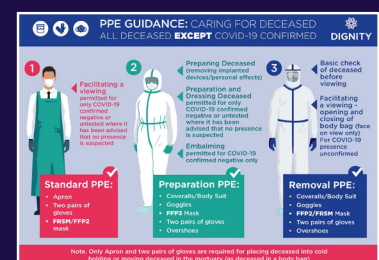 PPE GUIDANCE: CARING FOR DECEASED
ALL DECEASED EXCEPT COVID-19 CONFIRMED
DIGNITY
1
Facilitating a
viewing
permitted for
only COVID-19
confirmed
negative or
untested where
it has been
advised that
no presence
is suspected
Standard PPE:
• Apron
• Two pairs of
gloves
• FRSM/FFP2
mask
2
Preparing Deceased
(removing implanted
devices/personal effects)
Preparation and
Dressing Deceased
permitted for only
COVID-19 confirmed
negative or untested
where it has been
advised that no presence
is suspected
Embalming
permitted for COVID-19
confirmed negative only
Preparation PPE:
• Coveralls/Body Suit
• Goggles
• FFP3 Mask
• Two pairs of gloves
• Overshoes
3
Basic check
of deceased
before
viewing
Facilitating
a viewing -
opening and
closing of
body bag (face
on view only)
For COVID-19
presence
unconfirmed
Removal PPE:
• Coveralls/Body Suit
• Goggles
• FFP2/FRSM Mask
• Two pairs of gloves
• Overshoes
Note. Only Apron and two pairs of gloves are required for placing deceased into cold
holding or moving deceased in the mortuary (as deceased in a body bag)